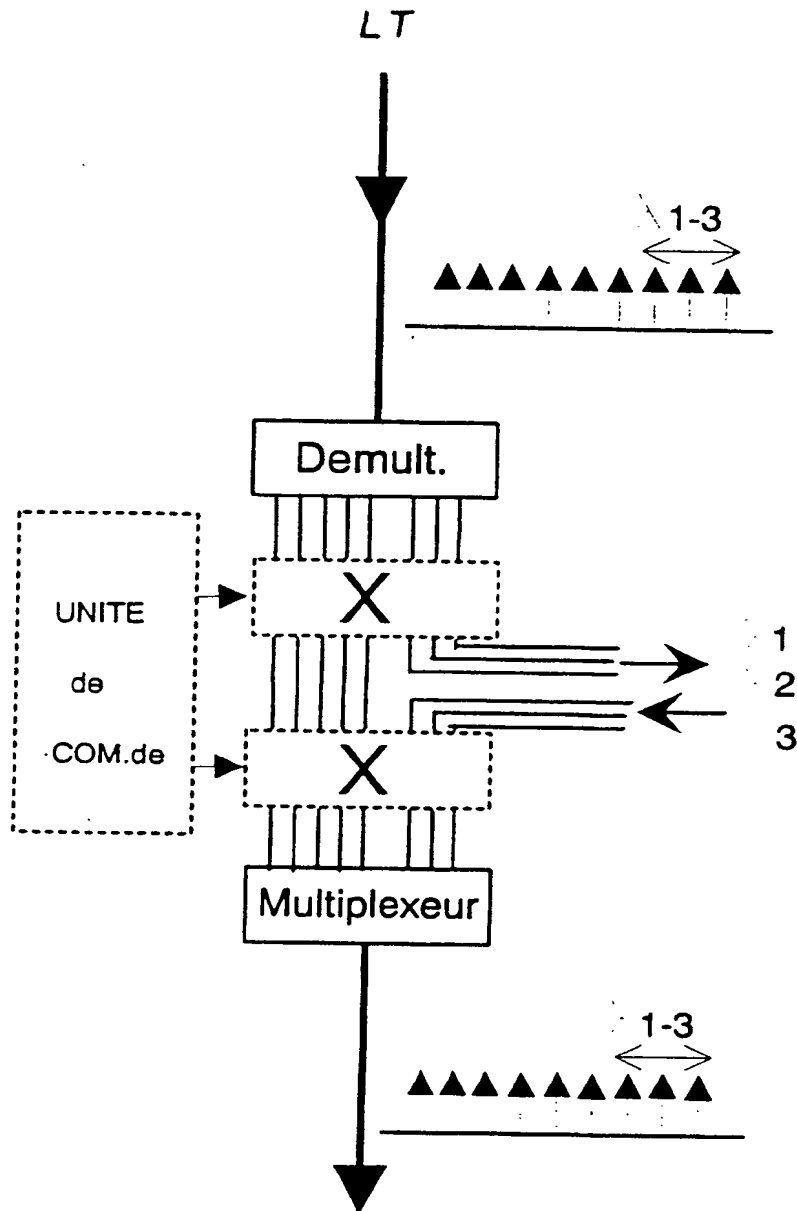 LT
1-3
Demult.
X
UNITE
de
COM.de
1
2
3
X
Multiplexeur
1-3